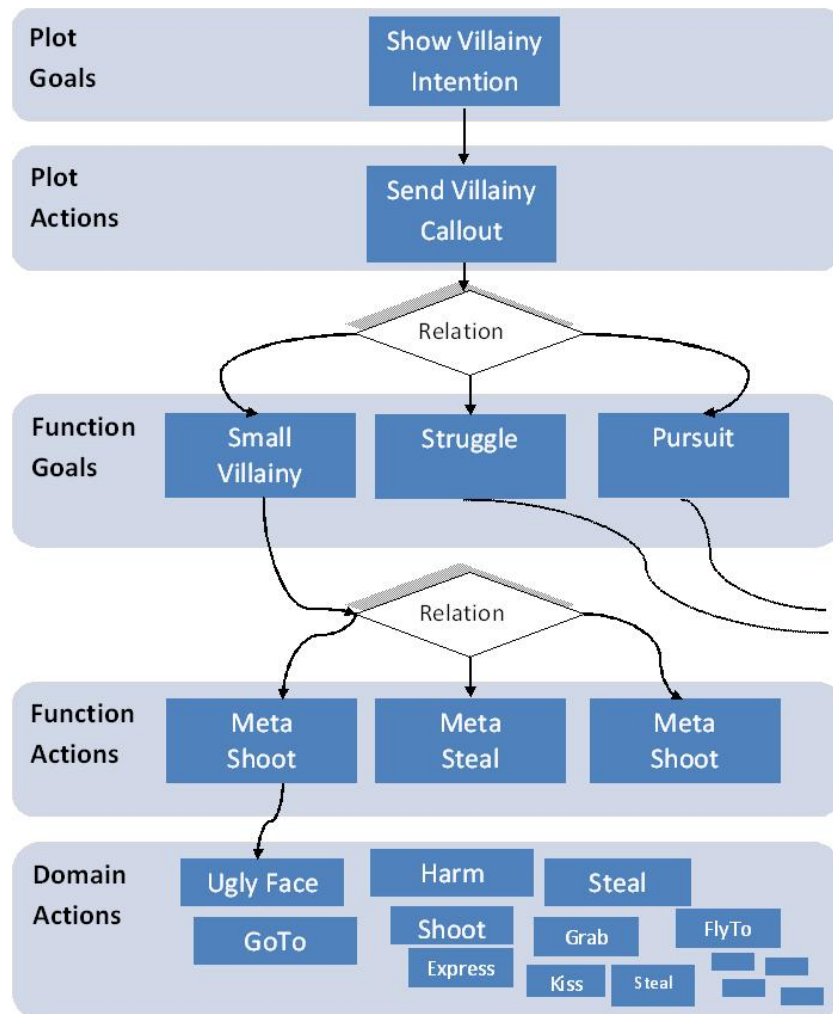 Plot
Goals
Show Villainy
Intention
Plot
Actions
Send Villainy
Callout
Relation
Function
Goals
Small
Villainy
Struggle
Pursuit
Relation
Function
Actions
Meta
Shoot
Meta
Steal
Meta
Shoot
Domain
Actions
Ugly Face
Harm
Steal
GoTo
Shoot
Grab
FlyTo
Express
Kiss
Steal